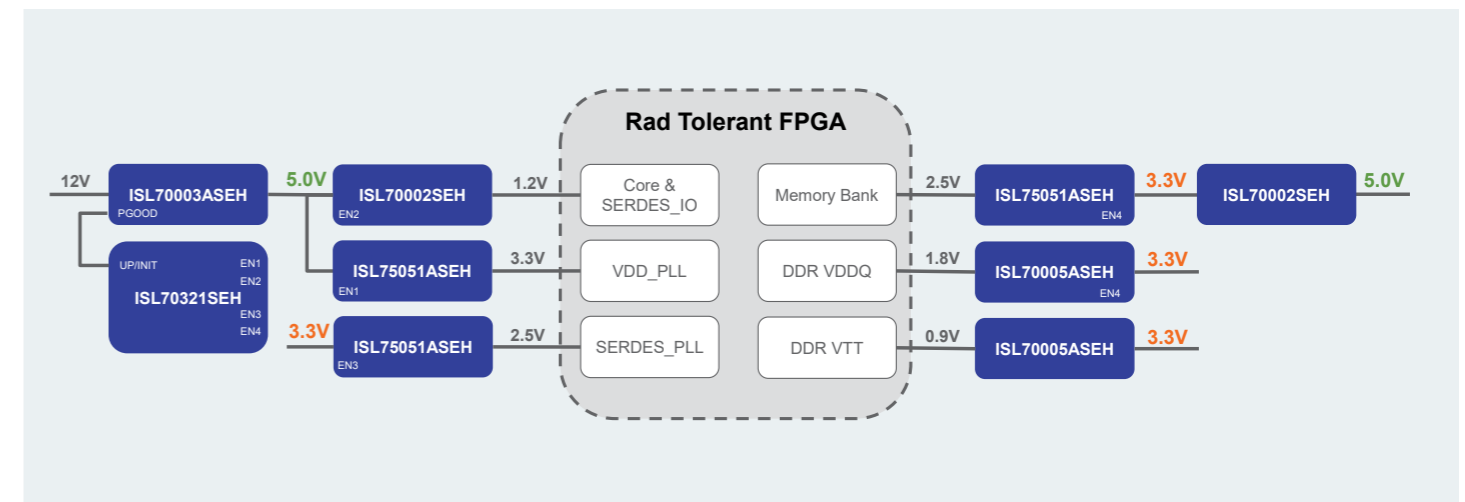 Rad Tolerant FPGA
12V
ISL70003ASEH
PGOOD
5.0V
ISL70002SEH
EN2
1.2V
Core &
SERDES_IO
Memory Bank
2.5V
ISL75051ASEH
EN4
3.3V
ISL70002SEH
5.0V
UP/INIT
EN1
EN2
ISL70321SEH
EN3
EN4
ISL75051ASEH
EN1
3.3V
VDD_PLL
DDR VDDQ
1.8V
ISL70005ASEH
EN4
3.3V
3.3V
ISL75051ASEH
EN3
2.5V
SERDES_PLL
DDR VTT
0.9V
ISL70005ASEH
3.3V